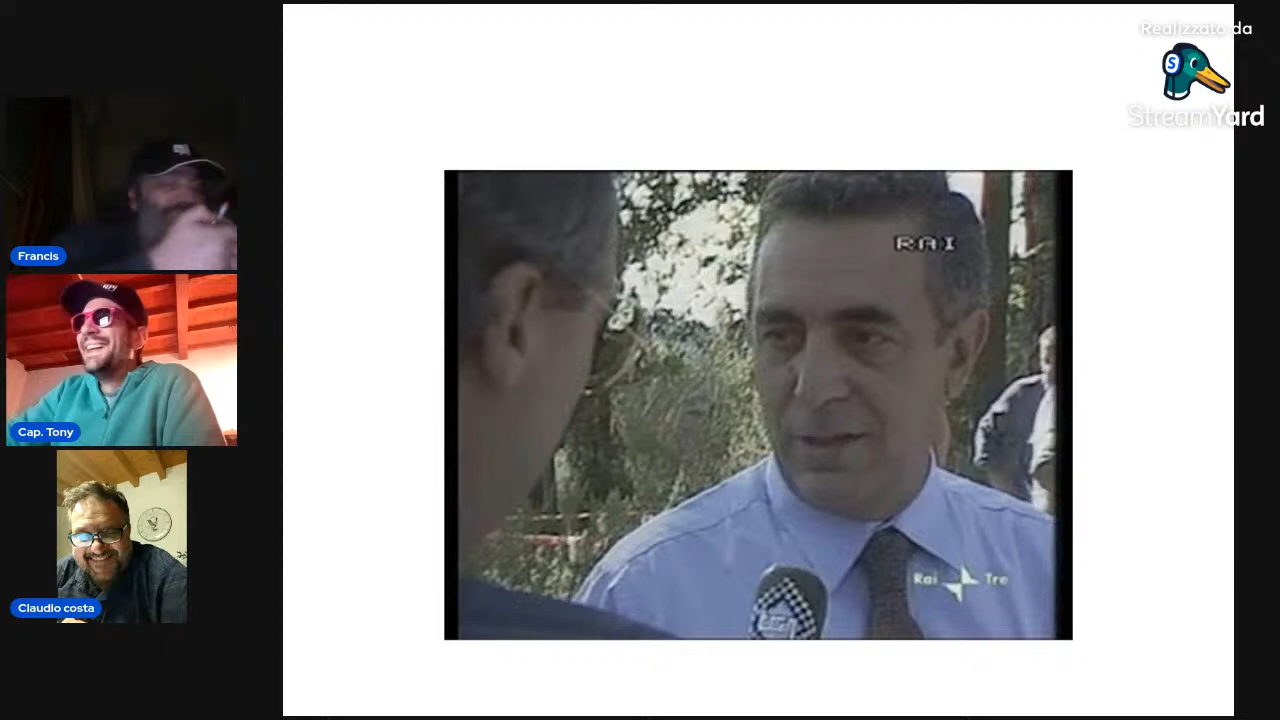 Realizzato da
StreamYard
RAI
Francis
Cap. Tony
Rai Tre
Claudio costa